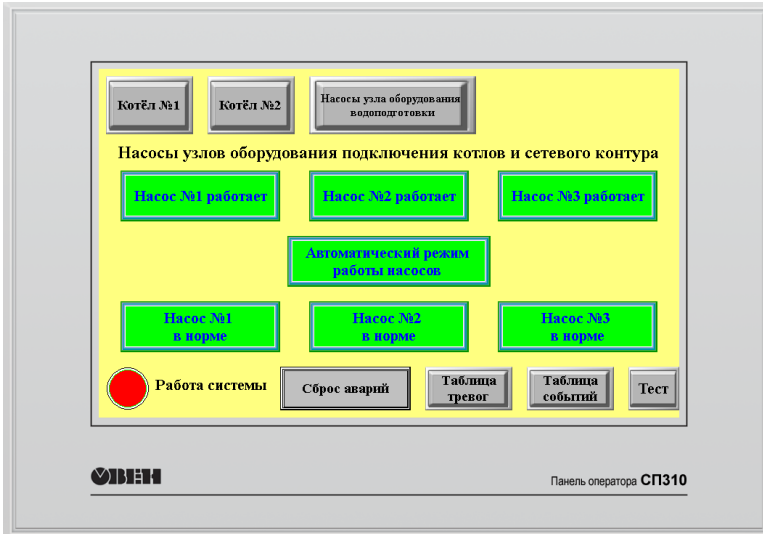 Котёл №1
Котёл №2
Насосы узла оборудования
водоподготовки
Насосы узлов оборудования подключения котлов и сетевого контура
Насос №1 работает
Насос №2 работает
Насос №3 работает
Автоматический режим
работы насосов
Насос №1
в норме
Насос №2
в норме
Насос №3
в норме
Работа системы
Сброс аварий
Таблица
тревог
Таблица
событий
Тест
ОВЕН
Панель оператора СП310